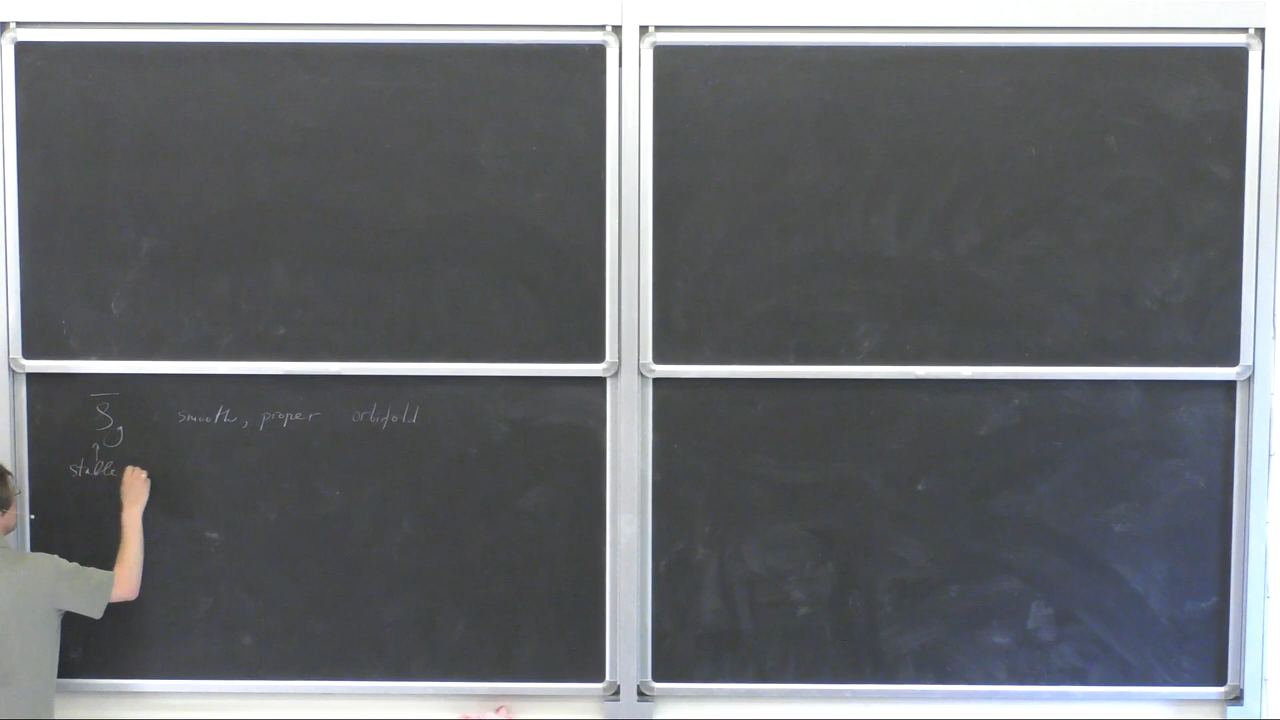 S̅_g smooth, proper orbifold
↑
stable